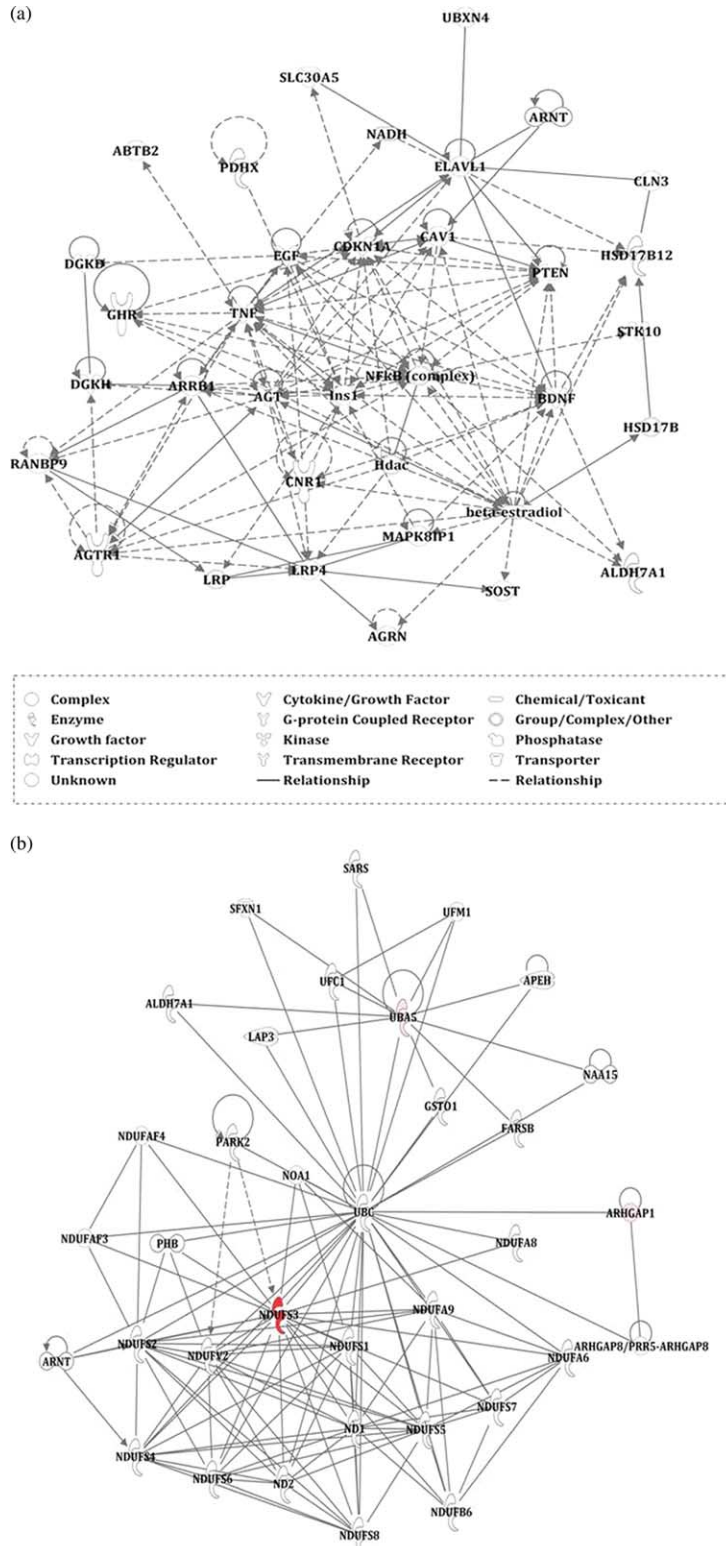 (a)
UBXN4
SLC30A5
ARNT
NADH
ABTB2
PDHX
ELAVL1
CLN3
CAV1
CDKN1A
EGF
HSD17B12
DGKD
PTEN
GHR
TNF
STK10
NFkB (complex)
DGKH
ARRB1
AGT
Ins1
BDNF
HSD17B
RANBP9
Hdac
CNR1
beta-estradiol
MAPK8IP1
AGTR1
LRP
LRP4
ALDH7A1
SOST
AGRN
Complex
Cytokine/Growth Factor
Chemical/Toxicant
Enzyme
G-protein Coupled Receptor
Group/Complex/Other
Growth factor
Kinase
Phosphatase
Transcription Regulator
Transmembrane Receptor
Transporter
Unknown
Relationship
Relationship
(b)
SARS
SFXN1
UFM1
UFC1
APEH
ALDH7A1
UBA5
LAP3
NAA15
GSTO1
FARSB
NDUFAF4
PARK2
NOA1
UBC
ARHGAP1
NDUFAF3
PHB
NDUFA8
NDUFS3
NDUFA9
NDUFS2
NDUFV2
NDUFS1
ARHGAP8/PRR5-ARHGAP8
ARNT
NDUFA6
NDUFS7
ND1
NDUFS5
NDUFS4
NDUFS6
ND2
NDUFB6
NDUFS8